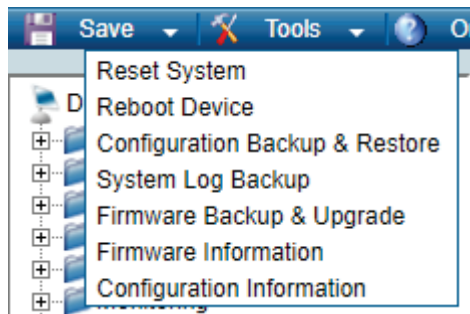 Save Tools O
Reset System
D Reboot Device
Configuration Backup & Restore
System Log Backup
Firmware Backup & Upgrade
Firmware Information
Configuration Information